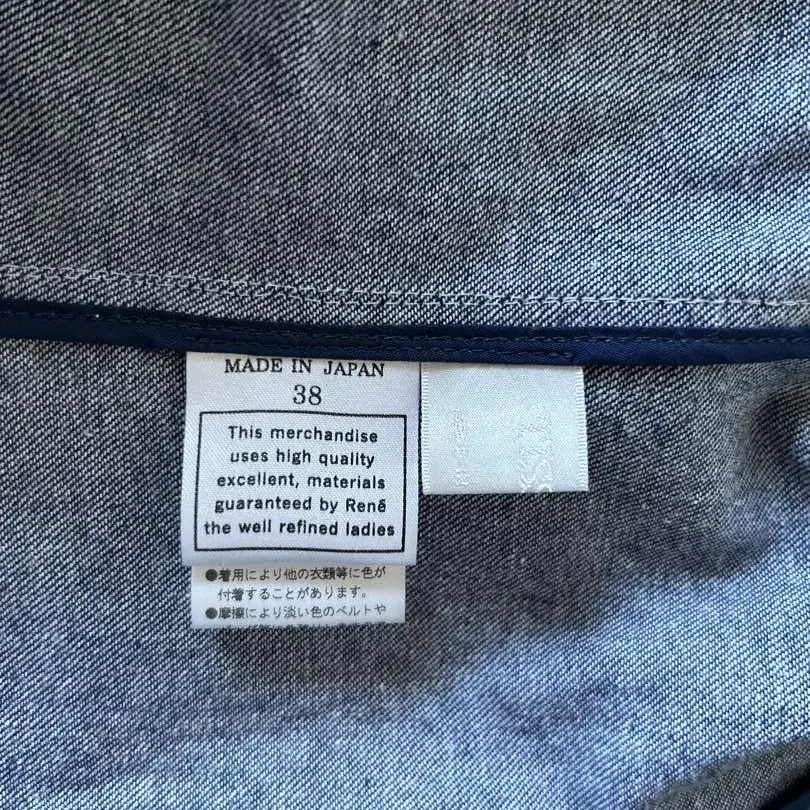 MADE IN JAPAN
38
This merchandise
uses high quality
excellent, materials
guaranteed by René
the well refined ladies
●着用により他の衣類等に色が
付着することがあります。
●摩擦により淡い色のベルトや